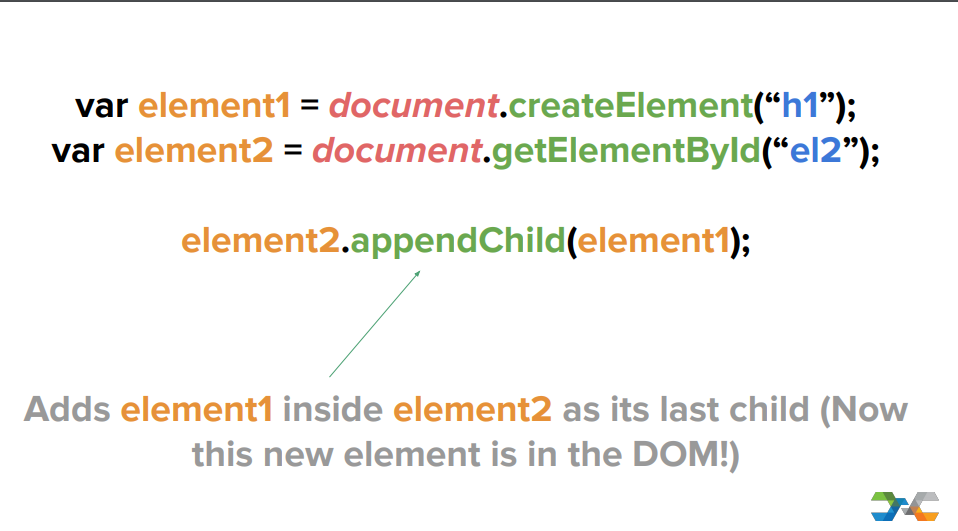 var element1 = document.createElement(“h1”);
var element2 = document.getElementById(“el2”);
element2.appendChild(element1);
Adds element1 inside element2 as its last child (Now
this new element is in the DOM!)